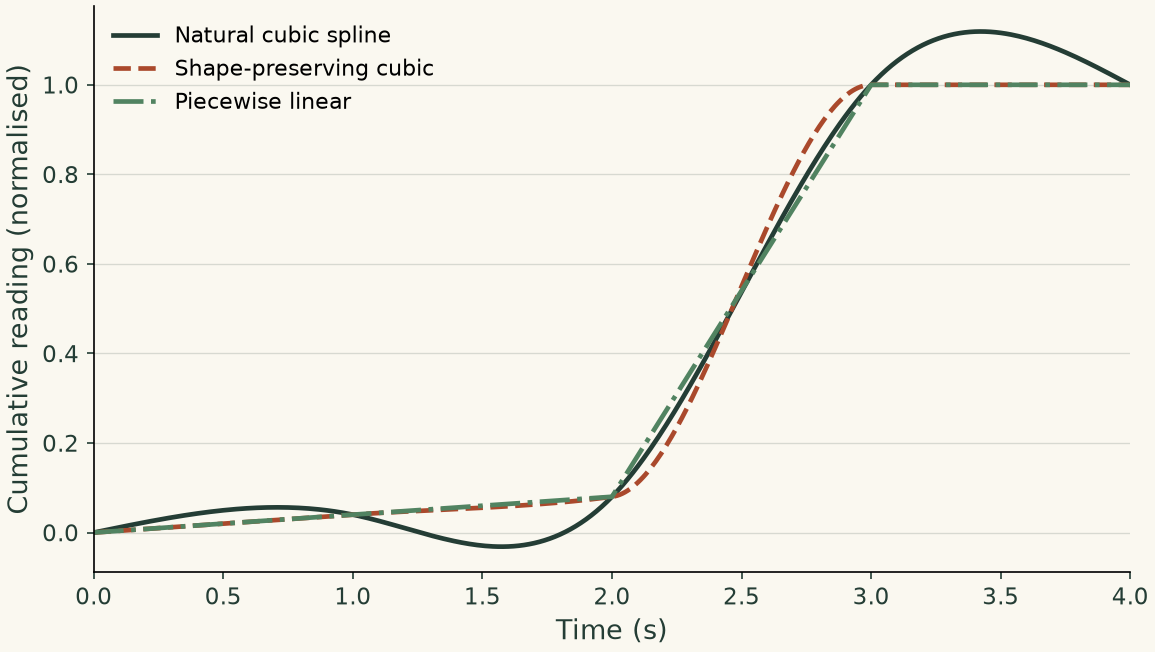 Natural cubic spline
Shape-preserving cubic
Piecewise linear
Cumulative reading (normalised)
1.0
0.8
0.6
0.4
0.2
0.0
0.0 0.5 1.0 1.5 2.0 2.5 3.0 3.5 4.0
Time (s)